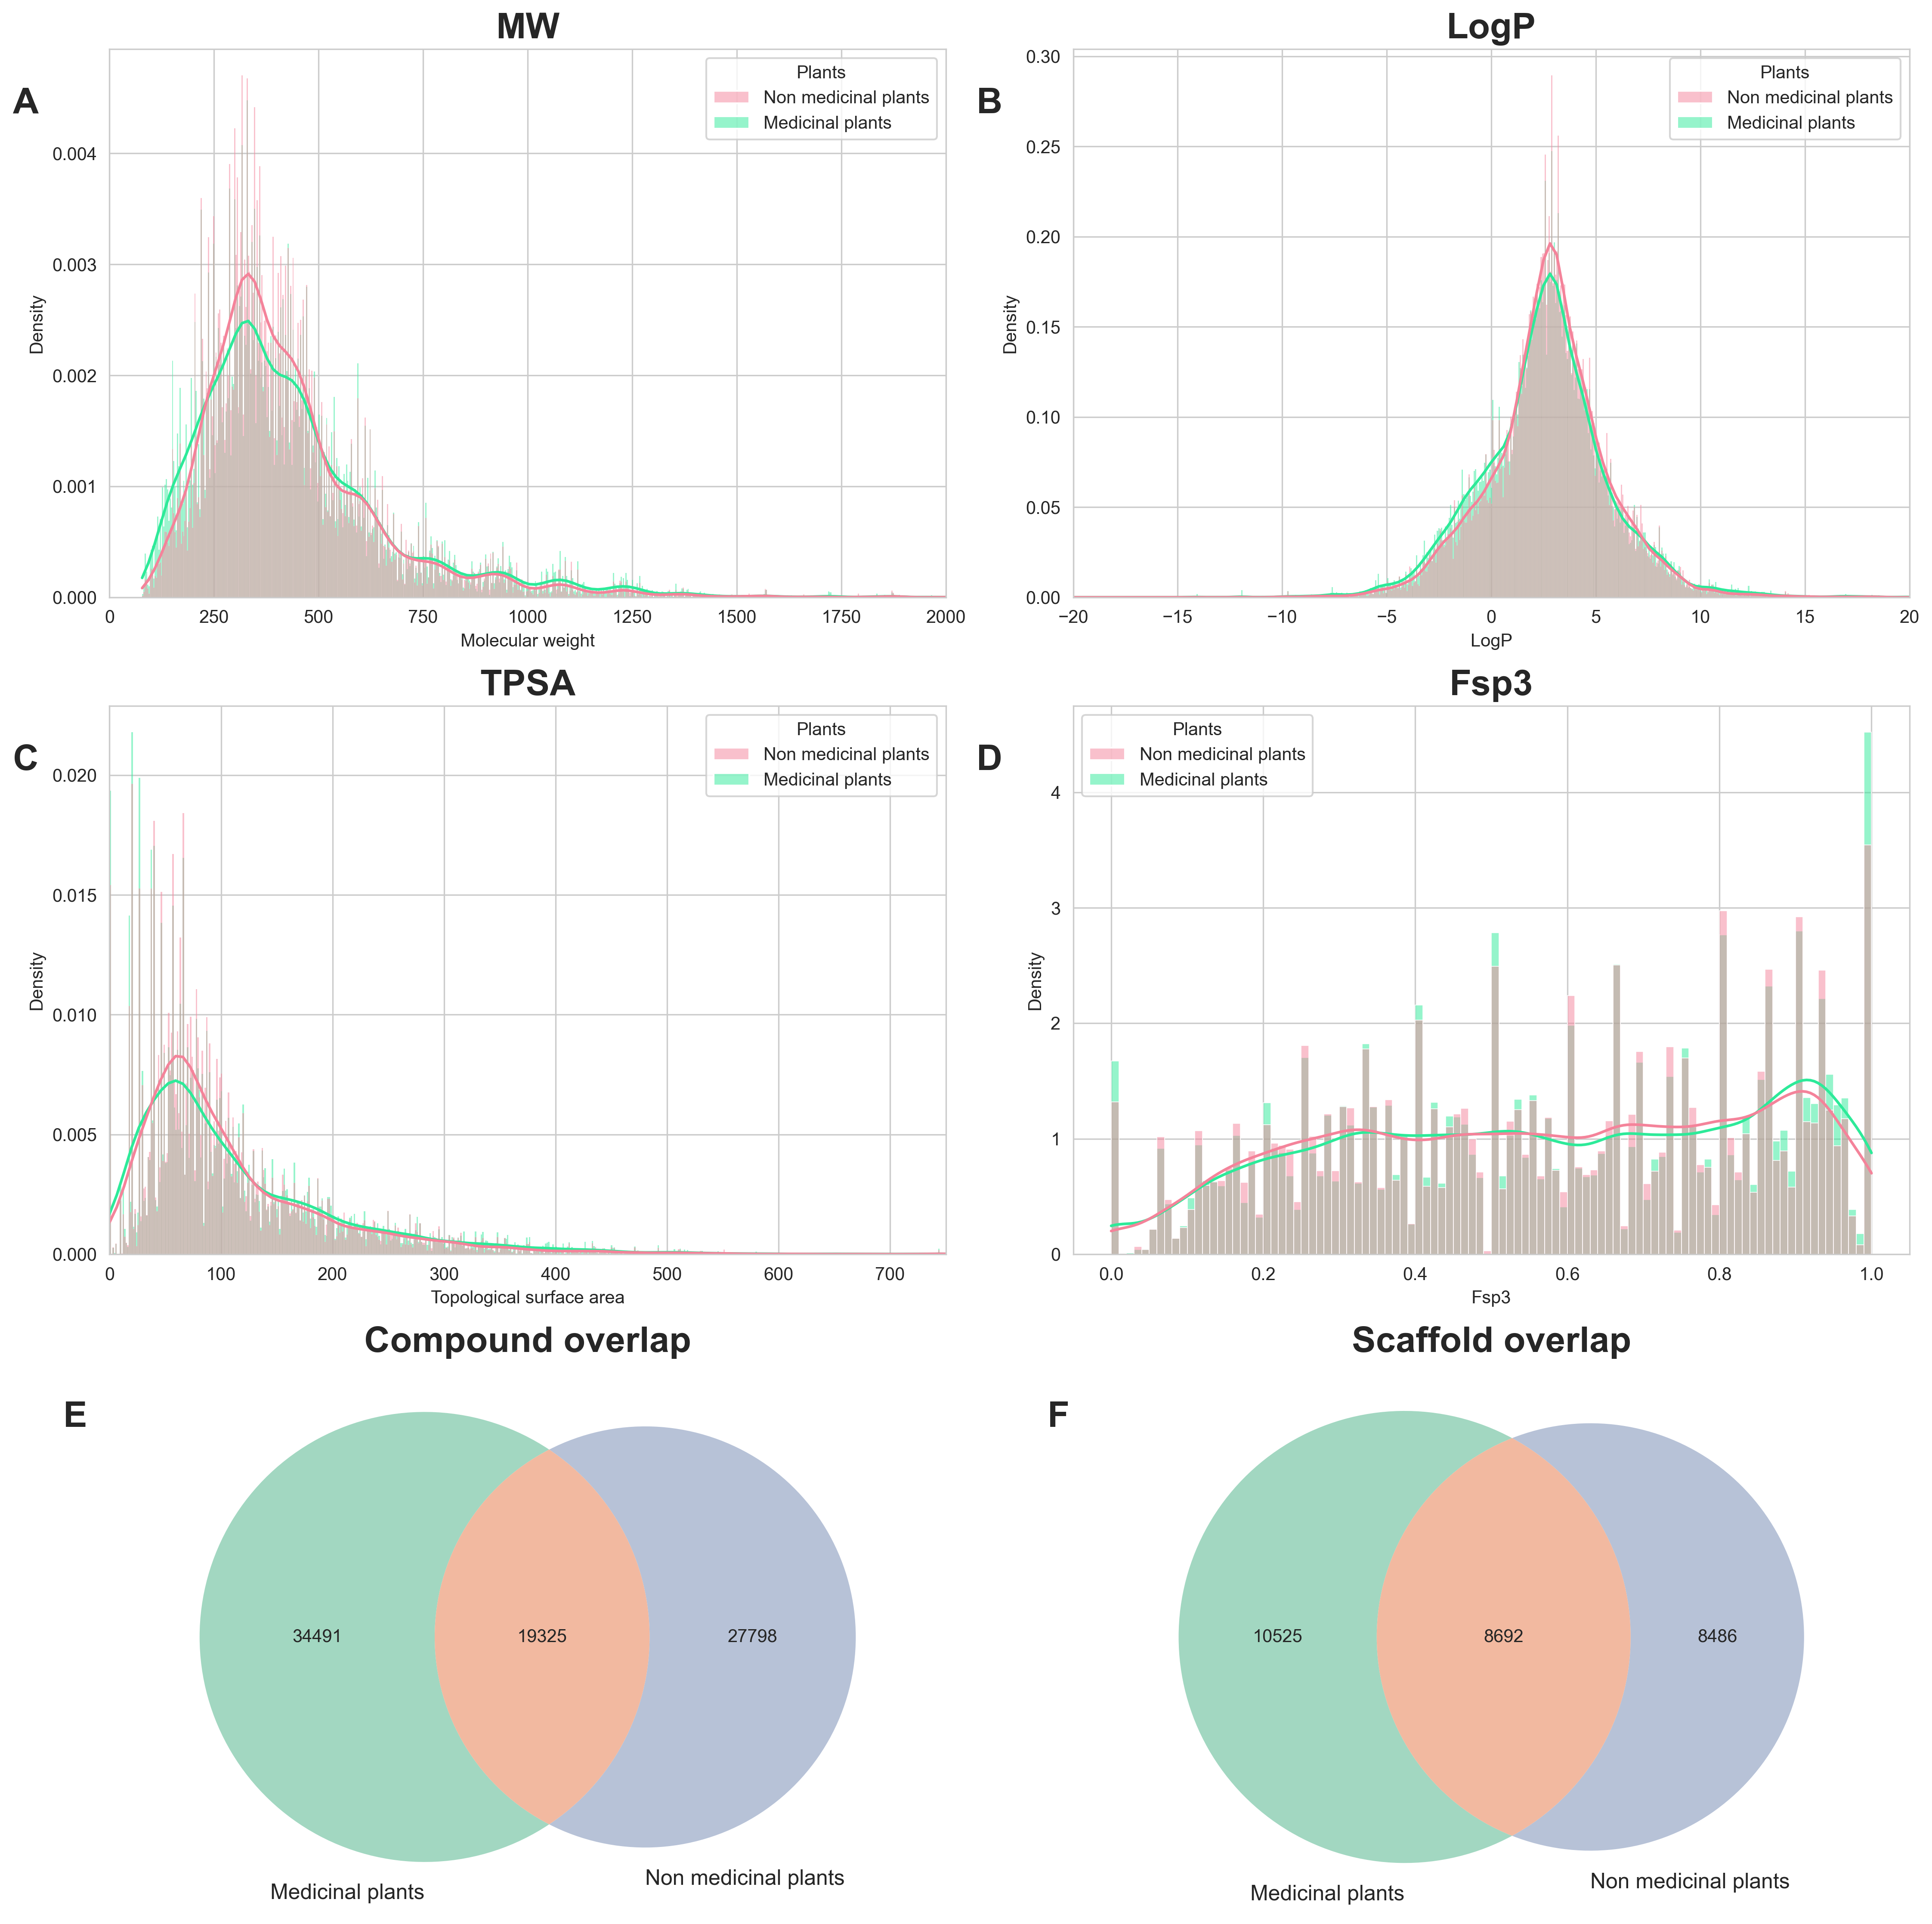 MW
A
Plants
Non medicinal plants
Medicinal plants
Density
0.004
0.003
0.002
0.001
0.000
0 250 500 750 1000 1250 1500 1750 2000
Molecular weight
LogP
B
Plants
Non medicinal plants
Medicinal plants
Density
0.30
0.25
0.20
0.15
0.10
0.05
0.00
−20 −15 −10 −5 0 5 10 15 20
LogP
TPSA
C
Plants
Non medicinal plants
Medicinal plants
Density
0.020
0.015
0.010
0.005
0.000
0 100 200 300 400 500 600 700
Topological surface area
Fsp3
D
Plants
Non medicinal plants
Medicinal plants
Density
4
3
2
1
0
0.0 0.2 0.4 0.6 0.8 1.0
Fsp3
Compound overlap
E
34491 19325 27798
Medicinal plants
Non medicinal plants
Scaffold overlap
F
10525 8692 8486
Medicinal plants
Non medicinal plants